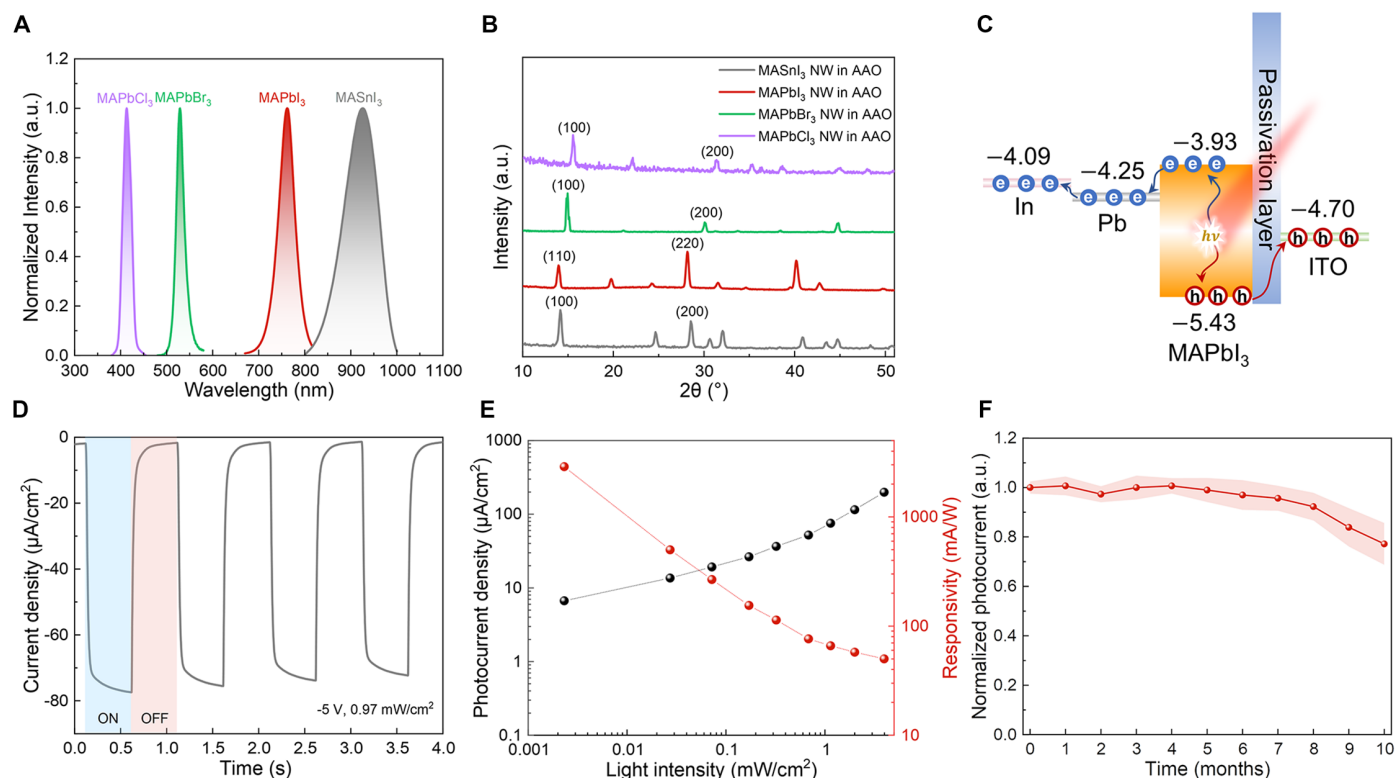 A
Normalized Intensity (a.u.)
1.2
1.0
0.8
0.6
0.4
0.2
0.0
MAPbCl₃
MAPbBr₃
MAPbI₃
MASnI₃
300 400 500 600 700 800 900 1000 1100
Wavelength (nm)
B
Intensity (a.u.)
MASnI₃ NW in AAO
MAPbI₃ NW in AAO
MAPbBr₃ NW in AAO
MAPbCl₃ NW in AAO
(100)
(200)
(100)
(200)
(110)
(220)
(100)
(200)
10 20 30 40 50
2θ (°)
C
Passivation layer
−3.93
−4.09
−4.25
e e e
e e e
e e e
In
Pb
hν
−4.70
h h h
ITO
h h h
−5.43
MAPbI₃
D
Current density (μA/cm²)
0
-20
-40
-60
-80
ON
OFF
-5 V, 0.97 mW/cm²
0.0 0.5 1.0 1.5 2.0 2.5 3.0 3.5 4.0
Time (s)
E
Photocurrent density (μA/cm²)
1000
100
10
1
0.1
Responsivity (mA/W)
1000
100
10
0.001 0.01 0.1 1
Light intensity (mW/cm²)
F
Normalized photocurrent (a.u.)
1.2
1.0
0.8
0.6
0.4
0.2
0.0
0 1 2 3 4 5 6 7 8 9 10
Time (months)